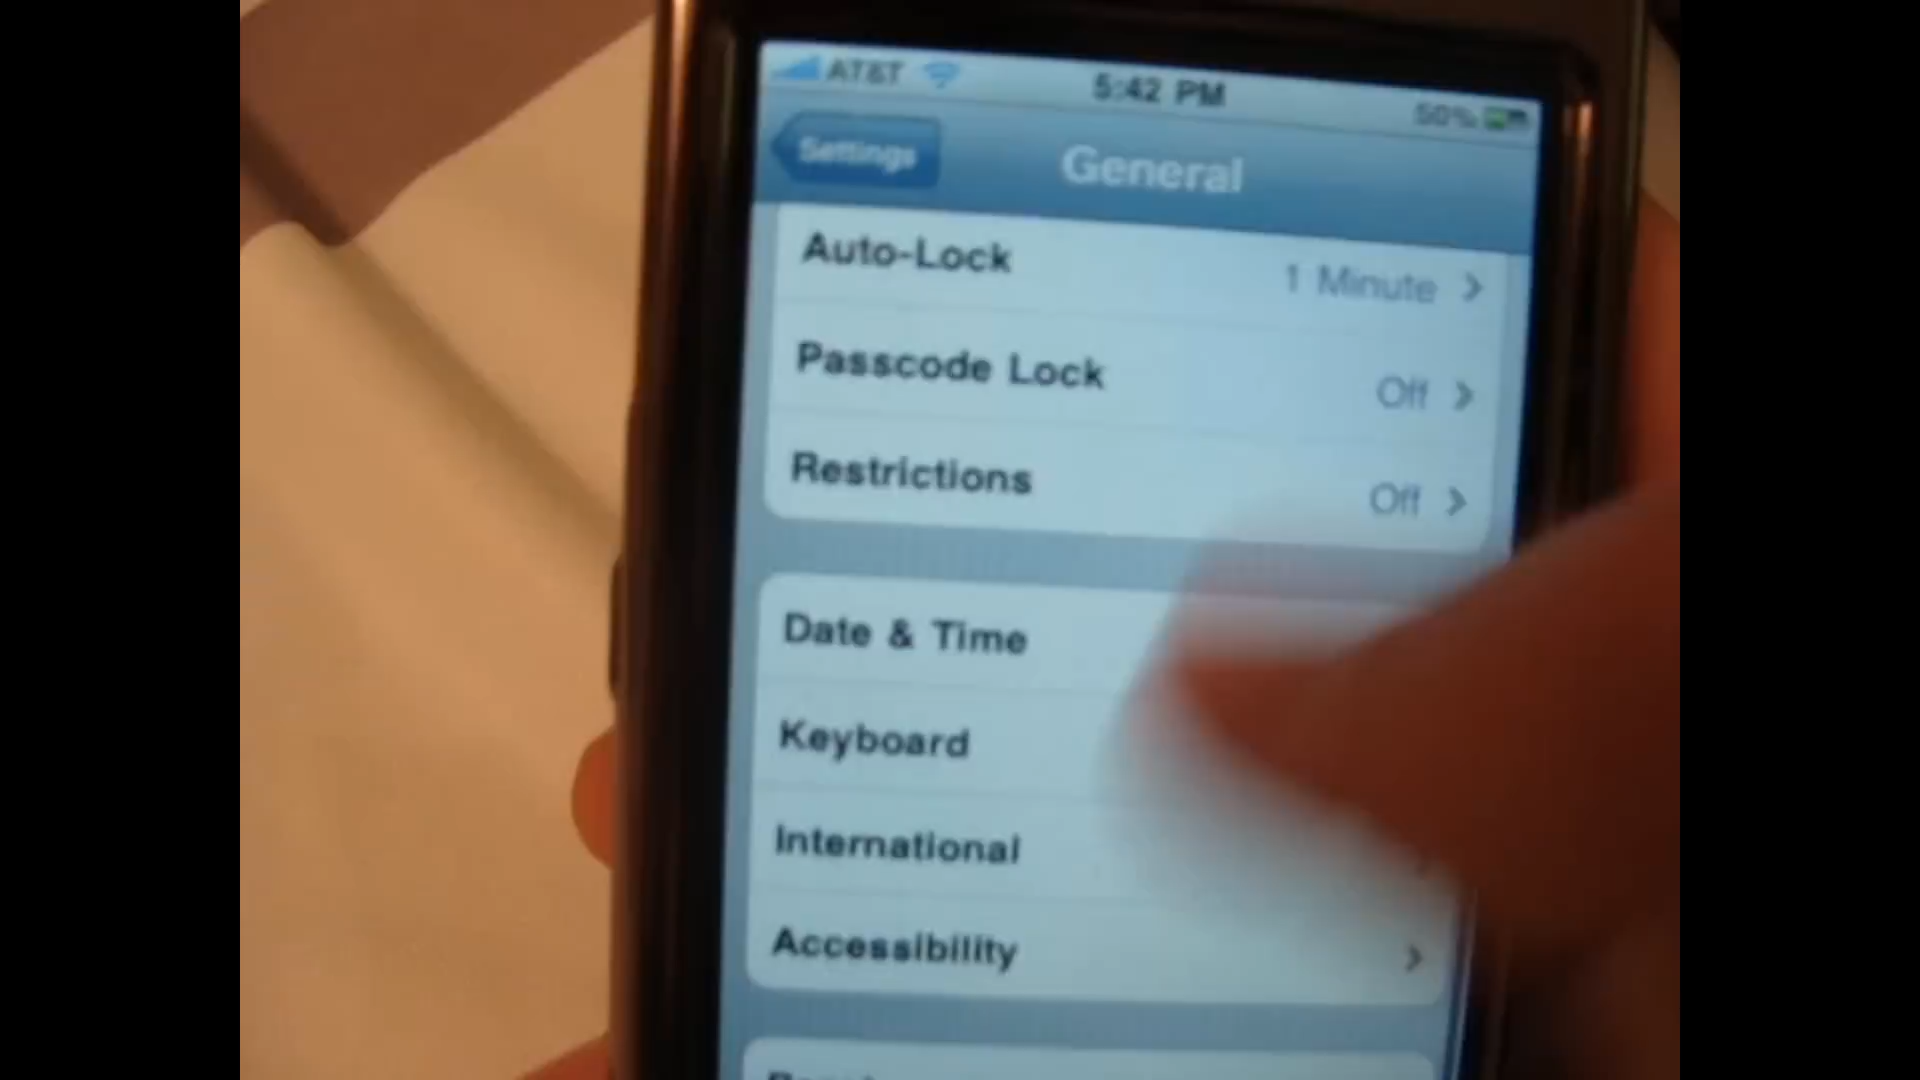 AT&T 5:42 PM 50%
Settings General
Auto-Lock 1 Minute
Passcode Lock Off
Restrictions Off
Date & Time
Keyboard
International
Accessibility